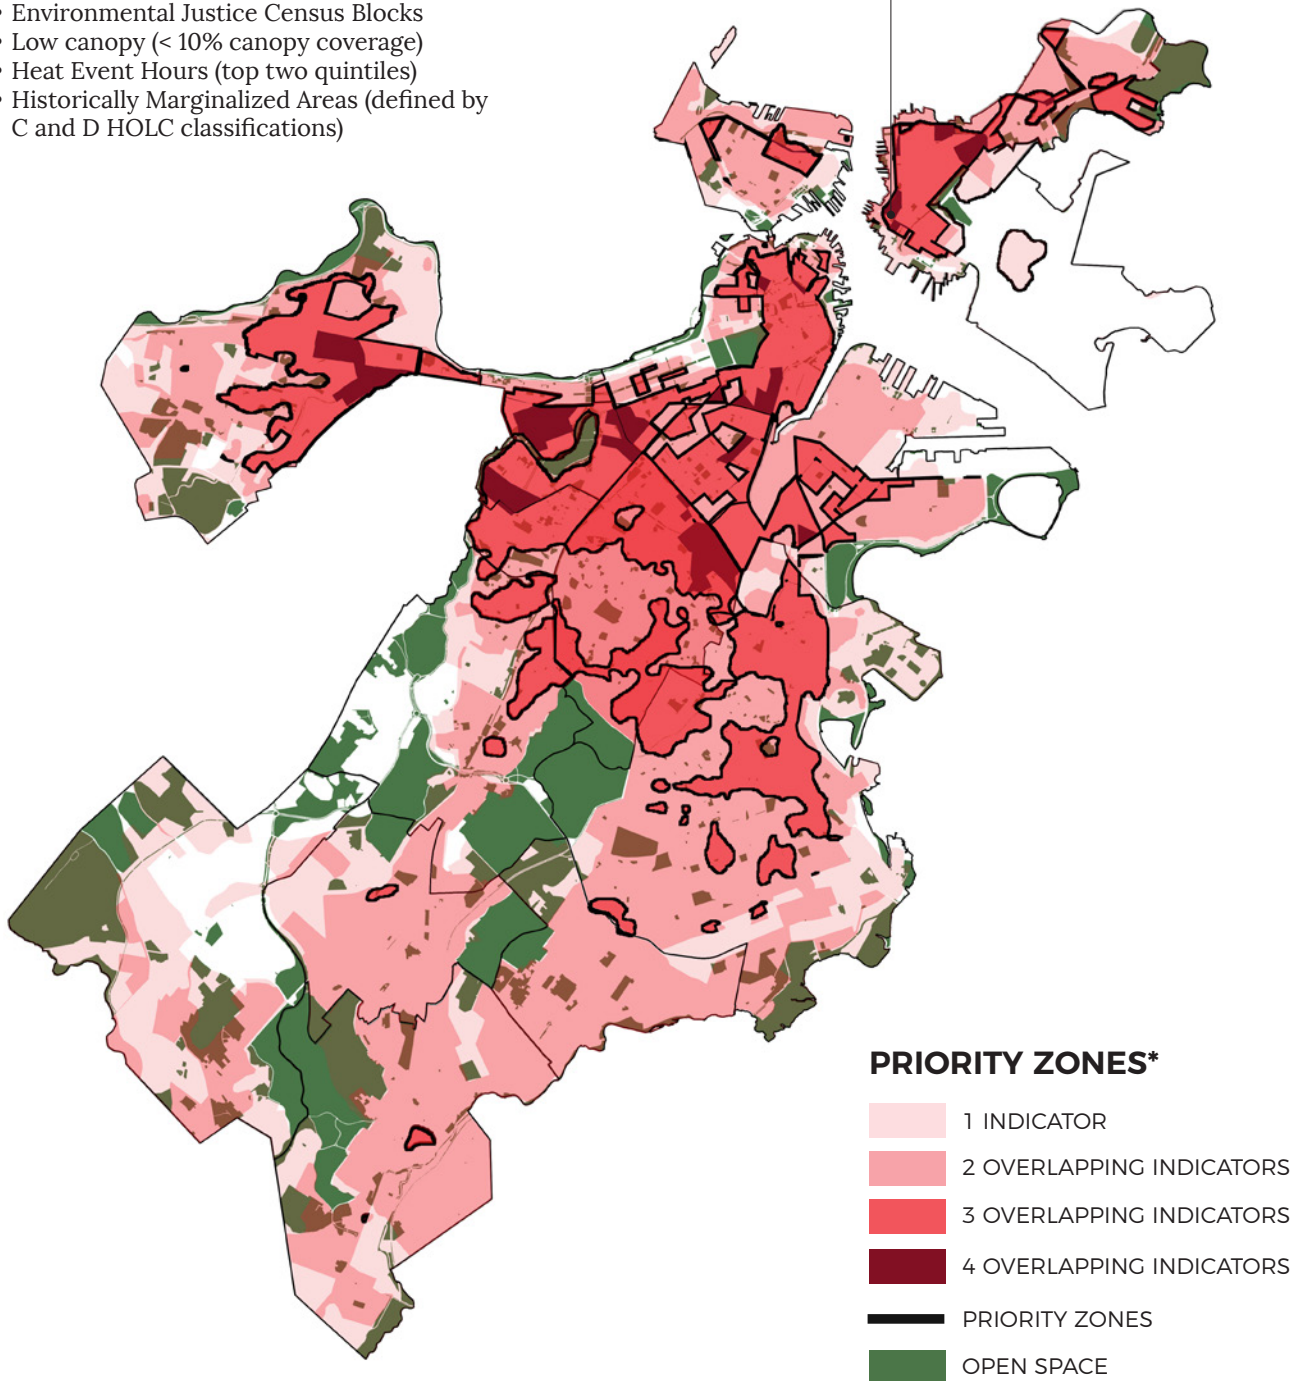 • Environmental Justice Census Blocks
• Low canopy (< 10% canopy coverage)
• Heat Event Hours (top two quintiles)
• Historically Marginalized Areas (defined by
C and D HOLC classifications)
PRIORITY ZONES*
1 INDICATOR
2 OVERLAPPING INDICATORS
3 OVERLAPPING INDICATORS
4 OVERLAPPING INDICATORS
PRIORITY ZONES
OPEN SPACE